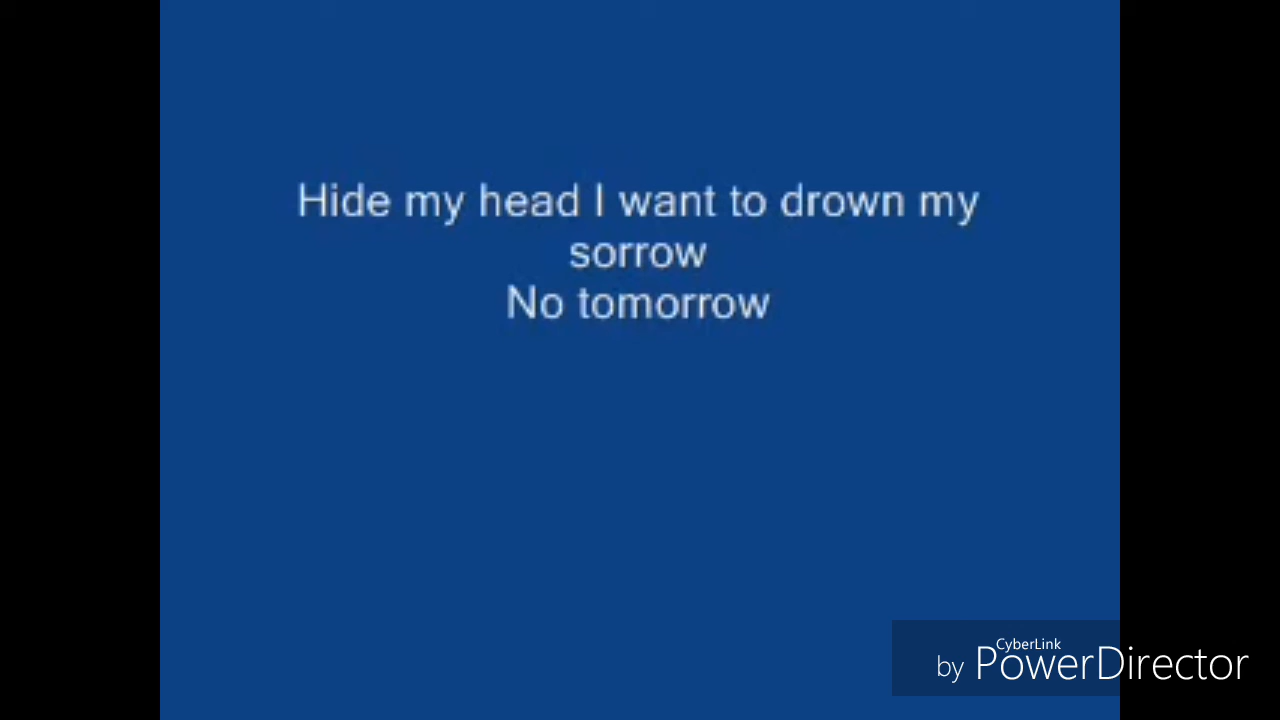 Hide my head I want to drown my
sorrow
No tomorrow
CyberLink
by PowerDirector